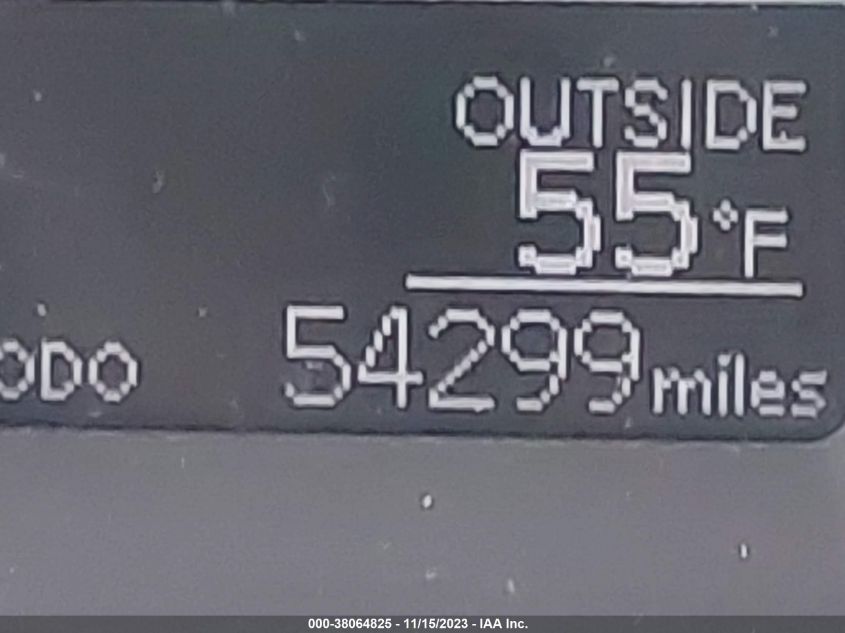 OUTSIDE
55°F
ODO 54299 miles
000-38064825 - 11/15/2023 - IAA Inc.